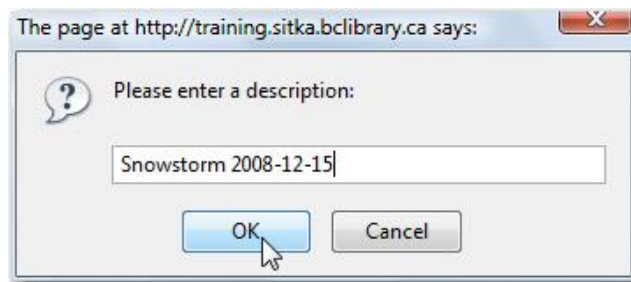 The page at http://training.sitka.bclibrary.ca says:
Please enter a description:
Snowstorm 2008-12-15
OK Cancel